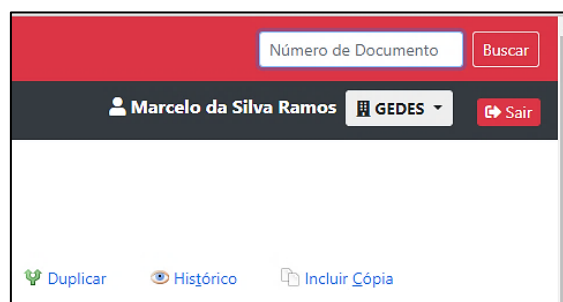 Número de Documento Buscar
Marcelo da Silva Ramos GEDES Sair
Duplicar Histórico Incluir Cópia